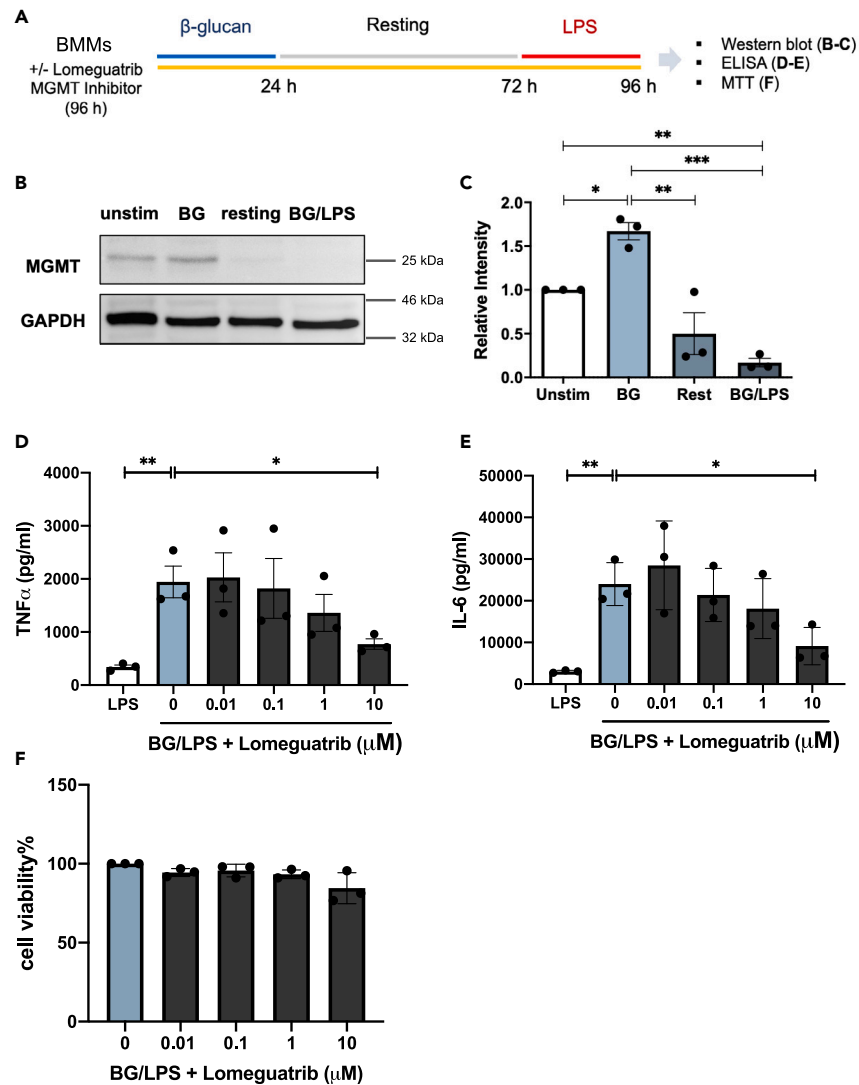 A
β-glucan Resting LPS
BMMs
+/- Lomeguatrib
MGMT Inhibitor
(96 h)
24 h 72 h 96 h
▪ Western blot (B-C)
▪ ELISA (D-E)
▪ MTT (F)
B
unstim BG resting BG/LPS
MGMT
25 kDa
46 kDa
GAPDH
32 kDa
C
**
***
* **
Relative Intensity
2.0
1.5
1.0
0.5
0.0
Unstim BG Rest BG/LPS
D
** *
TNFα (pg/ml)
4000
3000
2000
1000
0
LPS 0 0.01 0.1 1 10
BG/LPS + Lomeguatrib (μM)
E
** *
IL-6 (pg/ml)
50000
40000
30000
20000
10000
0
LPS 0 0.01 0.1 1 10
BG/LPS + Lomeguatrib (μM)
F
cell viability%
150
100
50
0
0 0.01 0.1 1 10
BG/LPS + Lomeguatrib (μM)